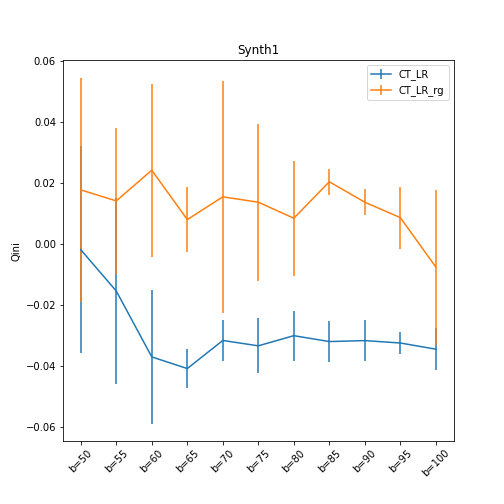 Synth1
CT_LR
CT_LR_rg
Qini
0.06
0.04
0.02
0.00
−0.02
−0.04
−0.06
b=50
b=55
b=60
b=65
b=70
b=75
b=80
b=85
b=90
b=95
b=100